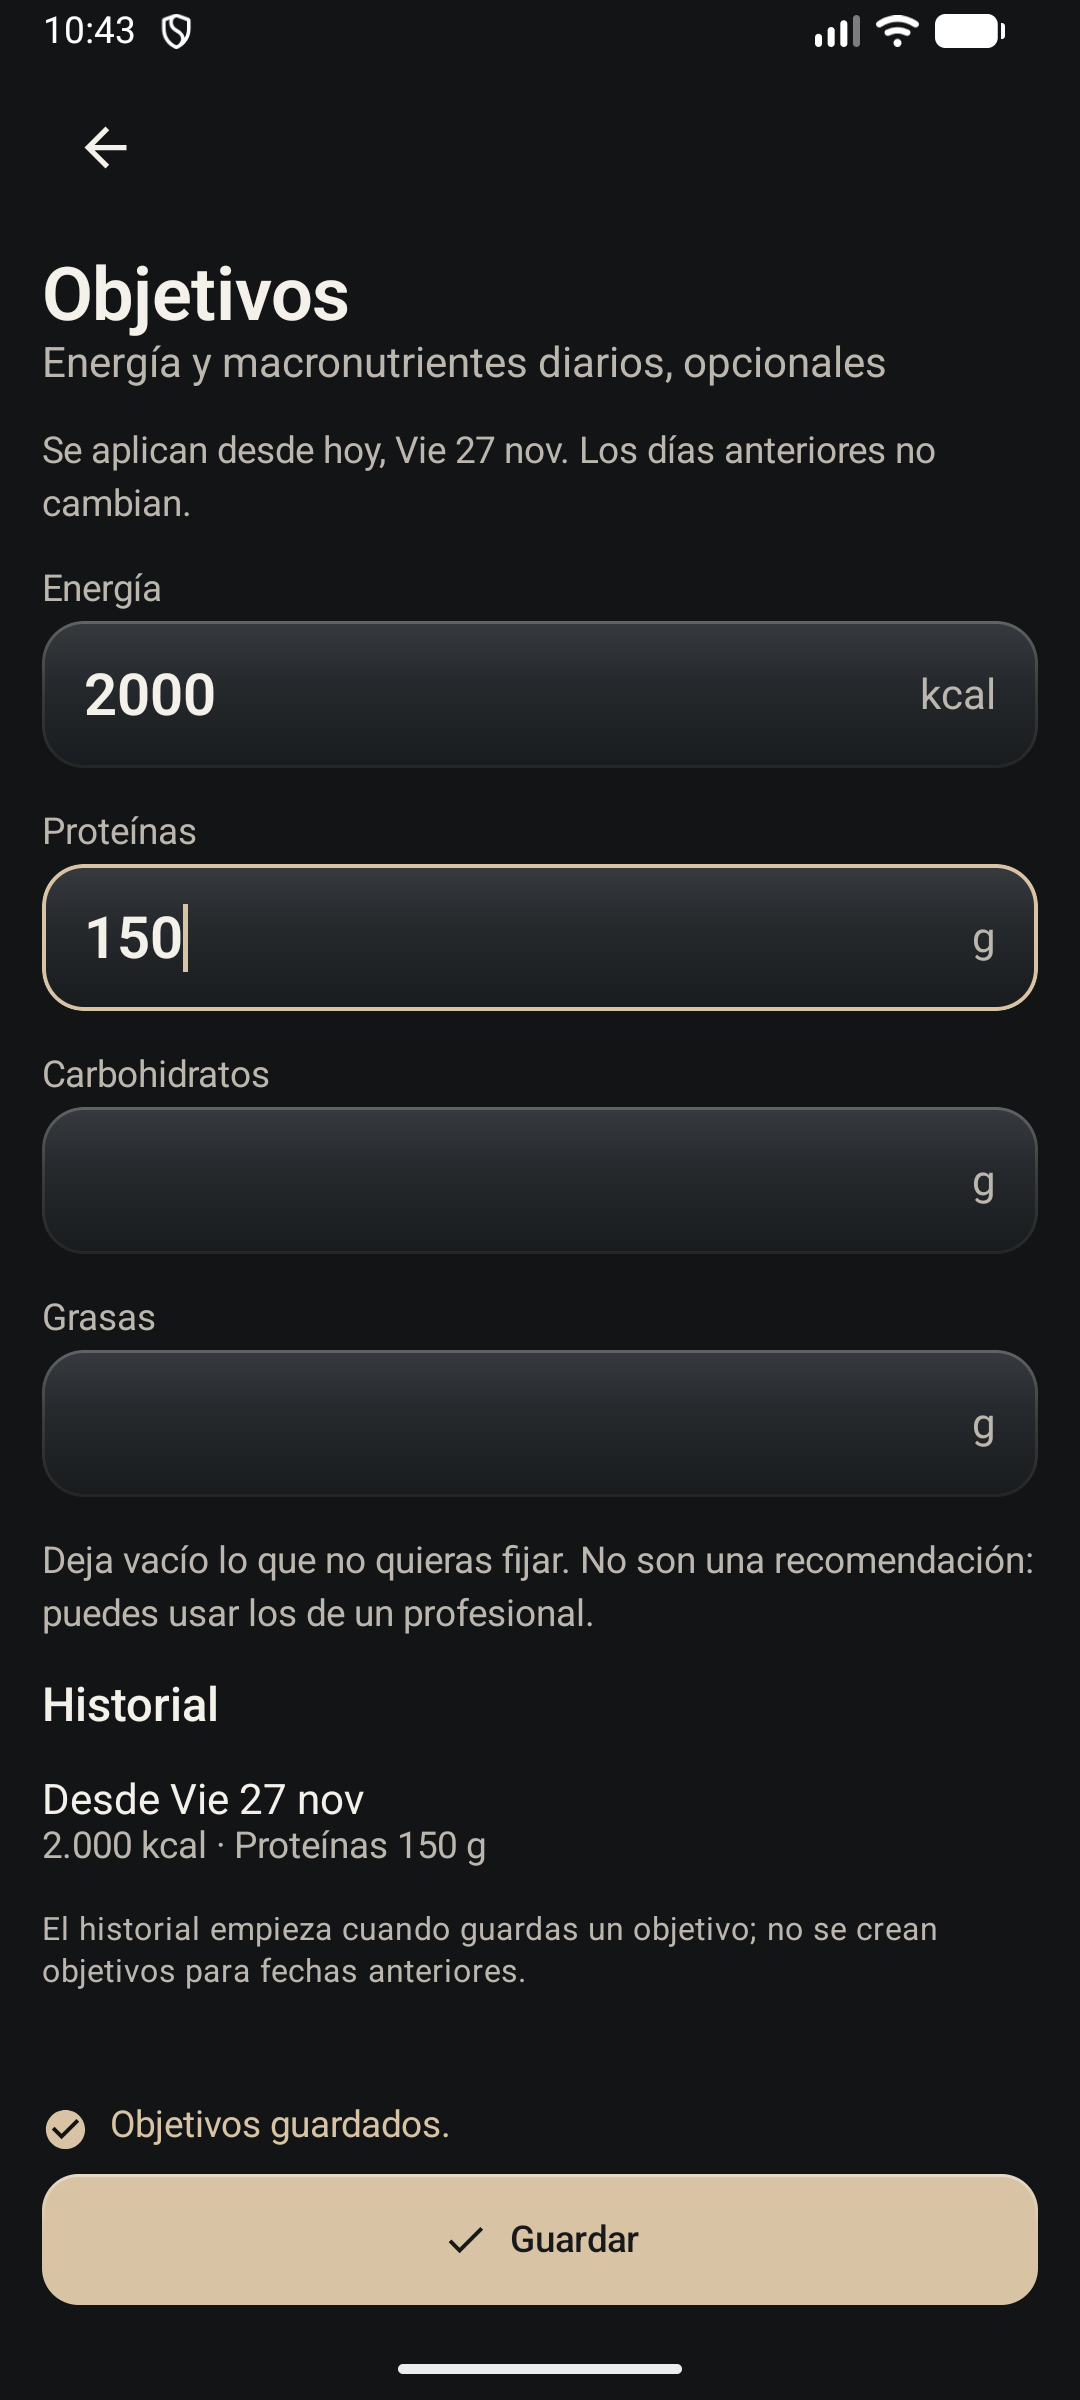 10:43
Objetivos
Energía y macronutrientes diarios, opcionales
Se aplican desde hoy, Vie 27 nov. Los días anteriores no
cambian.
Energía
2000 kcal
Proteínas
150 g
Carbohidratos
g
Grasas
g
Deja vacío lo que no quieras fijar. No son una recomendación:
puedes usar los de un profesional.
Historial
Desde Vie 27 nov
2.000 kcal · Proteínas 150 g
El historial empieza cuando guardas un objetivo; no se crean
objetivos para fechas anteriores.
Objetivos guardados.
Guardar